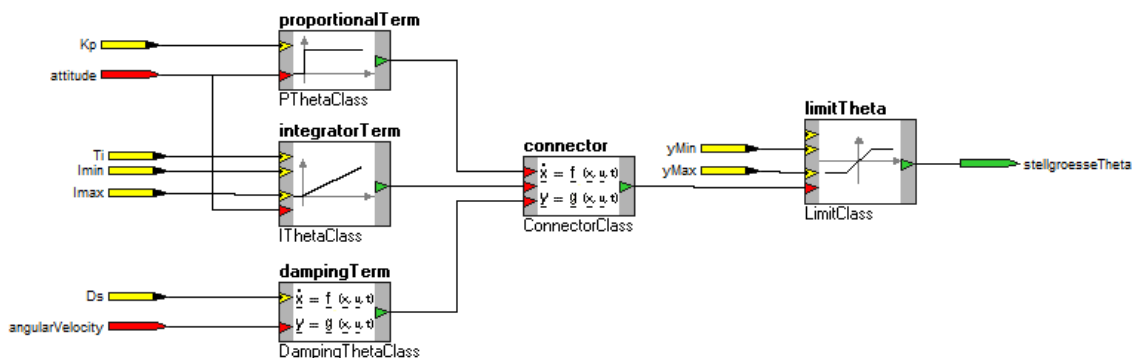 proportionalTerm
Kp
attitude
PThetaClass
integratorTerm
Ti
Imin
Imax
IThetaClass
dampingTerm
Ds
ẋ = f (x, u, t)
angularVelocity
y = g (x, u, t)
DampingThetaClass
connector
ẋ = f (x, u, t)
y = g (x, u, t)
ConnectorClass
limitTheta
yMin
yMax
LimitClass
stellgroesseTheta